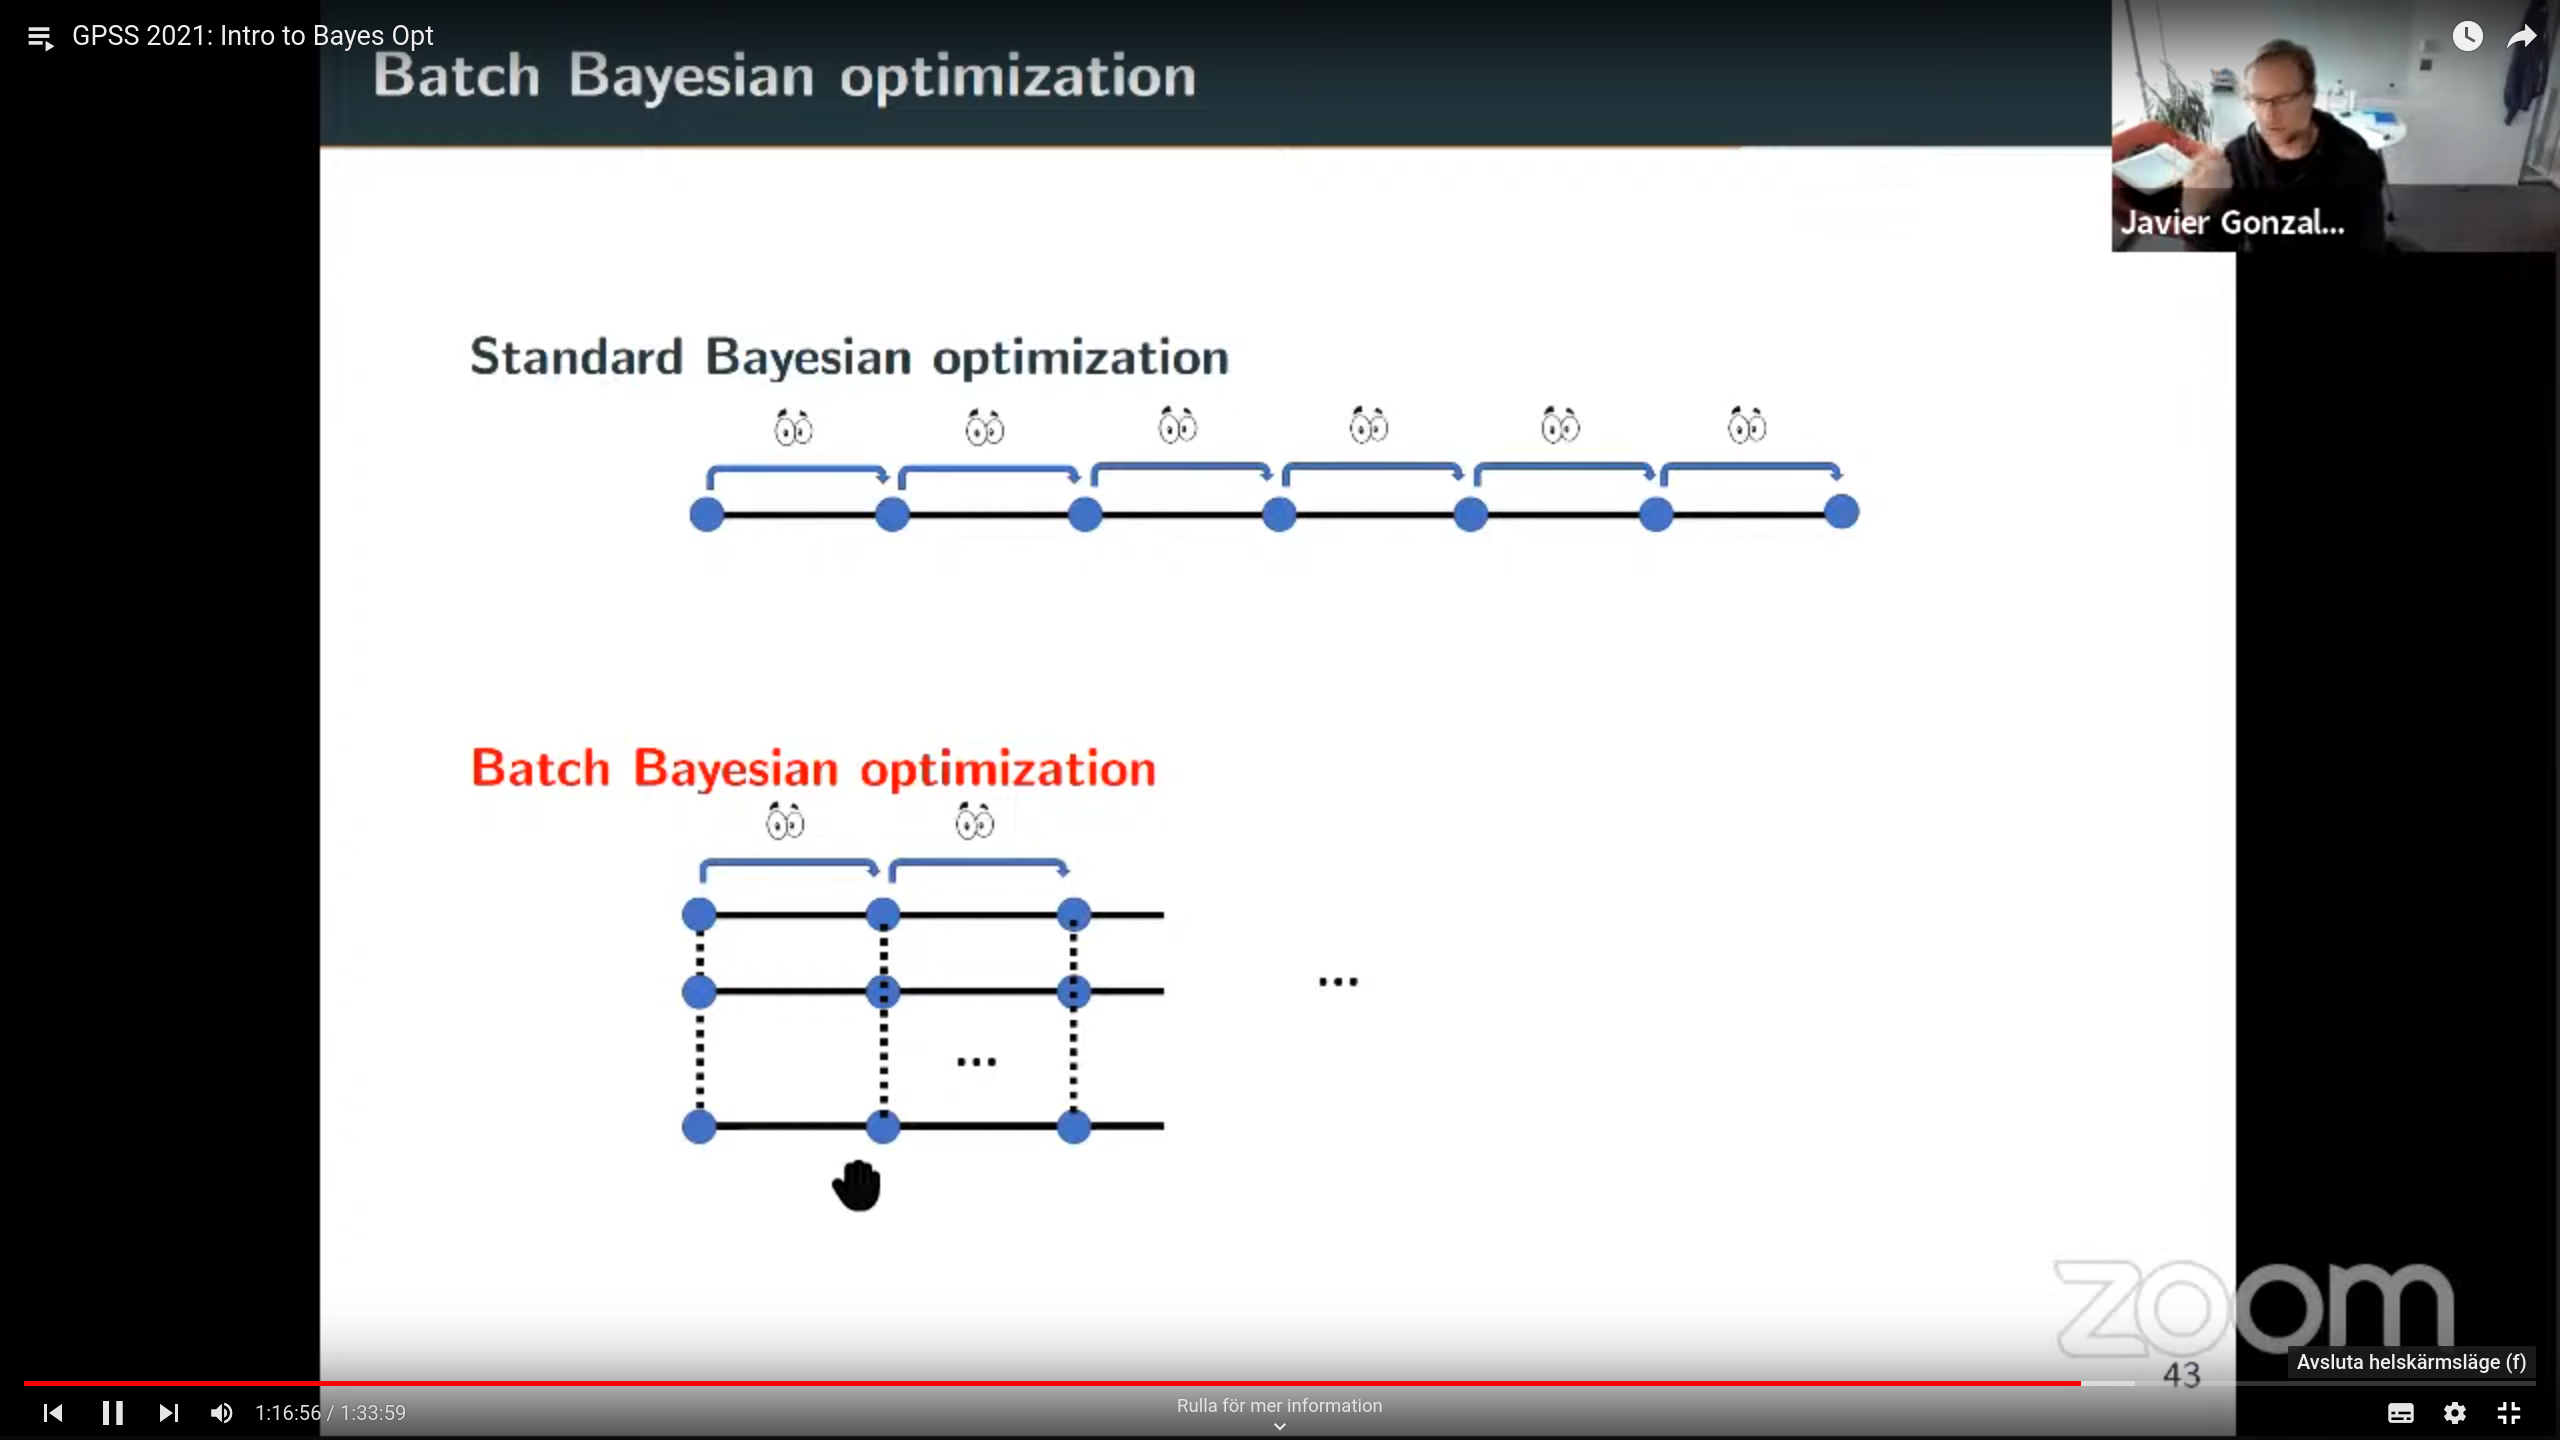 GPSS 2021: Intro to Bayes Opt
Batch Bayesian optimization
Javier Gonzal...
Standard Bayesian optimization
Batch Bayesian optimization
...
...
zoom
Avsluta helskärmsläge (f)
43
1:16:56 / 1:33:59
Rulla för mer information